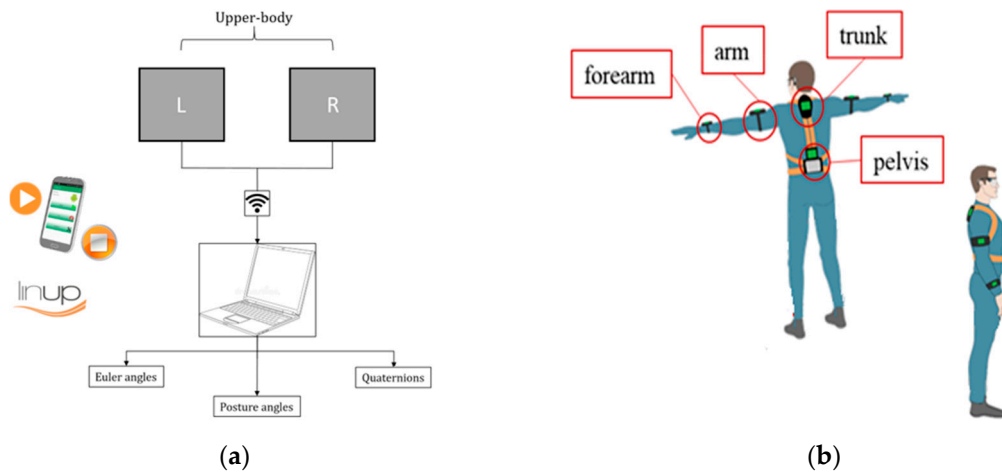 Upper-body
L
R
linup
Euler angles
Quaternions
Posture angles
(a)
trunk
arm
forearm
pelvis
(b)